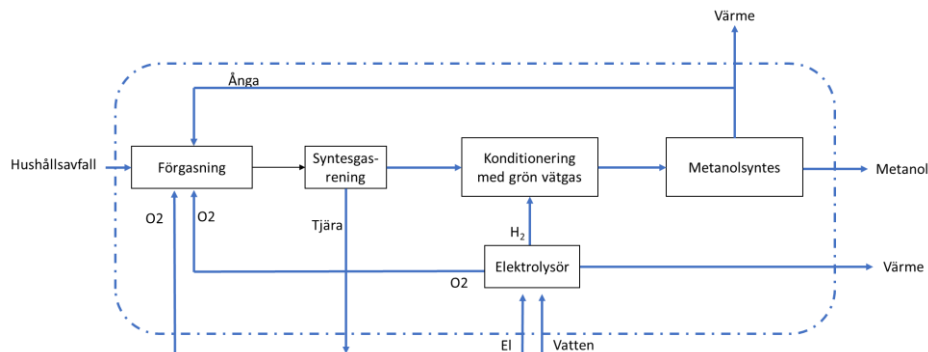 Värme
Ånga
Hushållsavfall
Förgasning
Syntesgas-
rening
Konditionering
med grön vätgas
Metanolsyntes
Metanol
O2
O2
Tjära
H₂
Elektrolysör
O2
Värme
El
Vatten